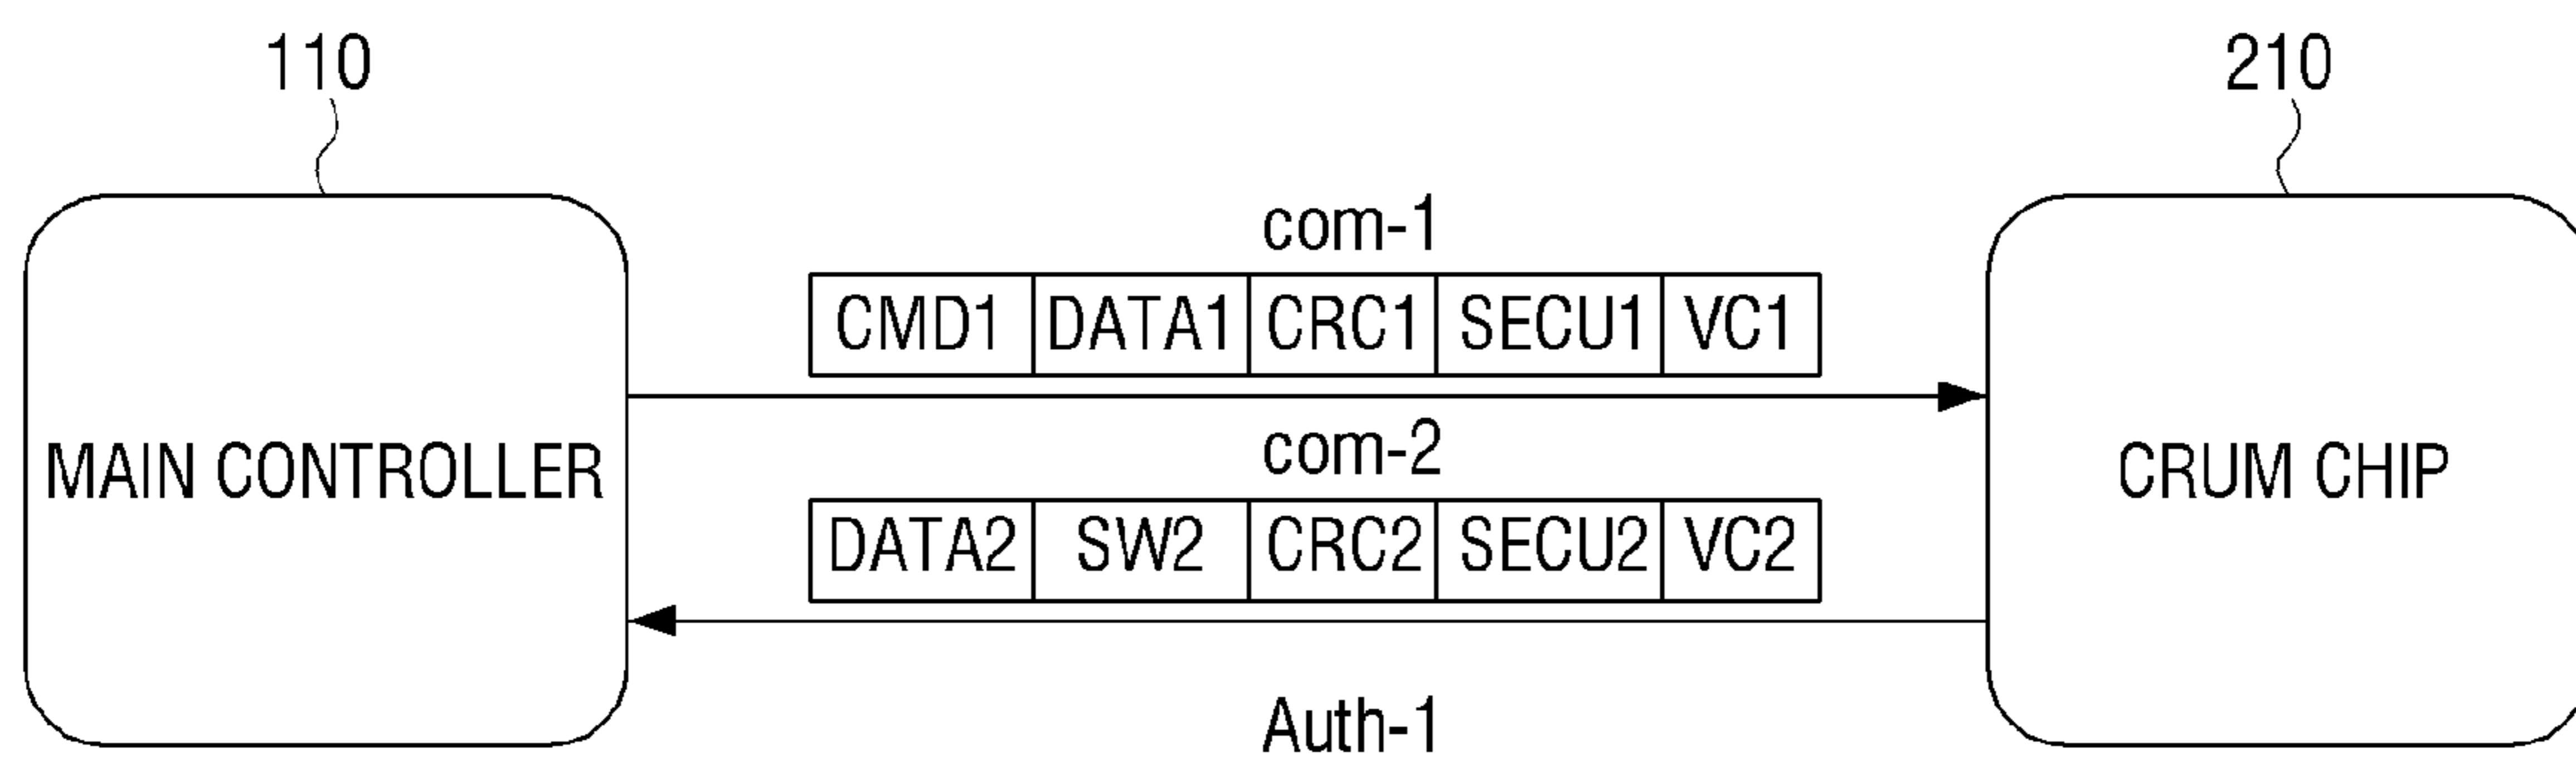 110
210
com-1
CMD1 DATA1 CRC1 SECU1 VC1
MAIN CONTROLLER
com-2
CRUM CHIP
DATA2 SW2 CRC2 SECU2 VC2
Auth-1